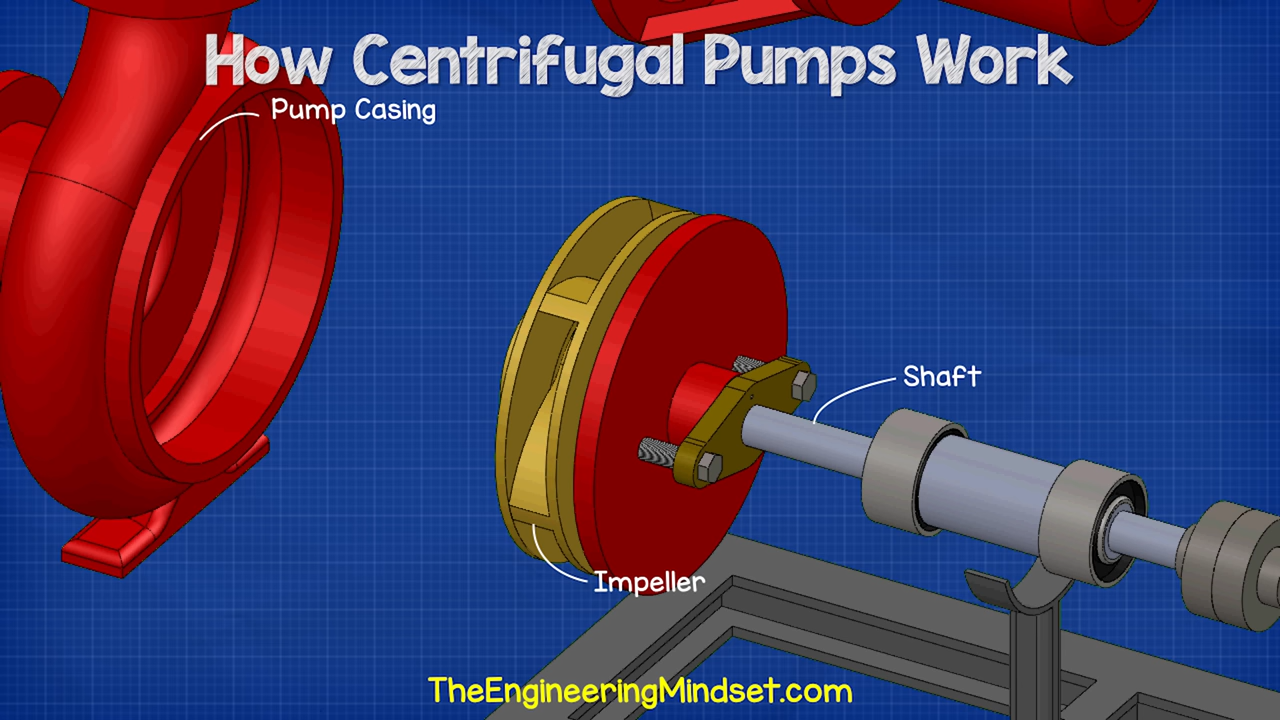 How Centrifugal Pumps Work
Pump Casing
Shaft
Impeller
TheEngineeringMindset.com